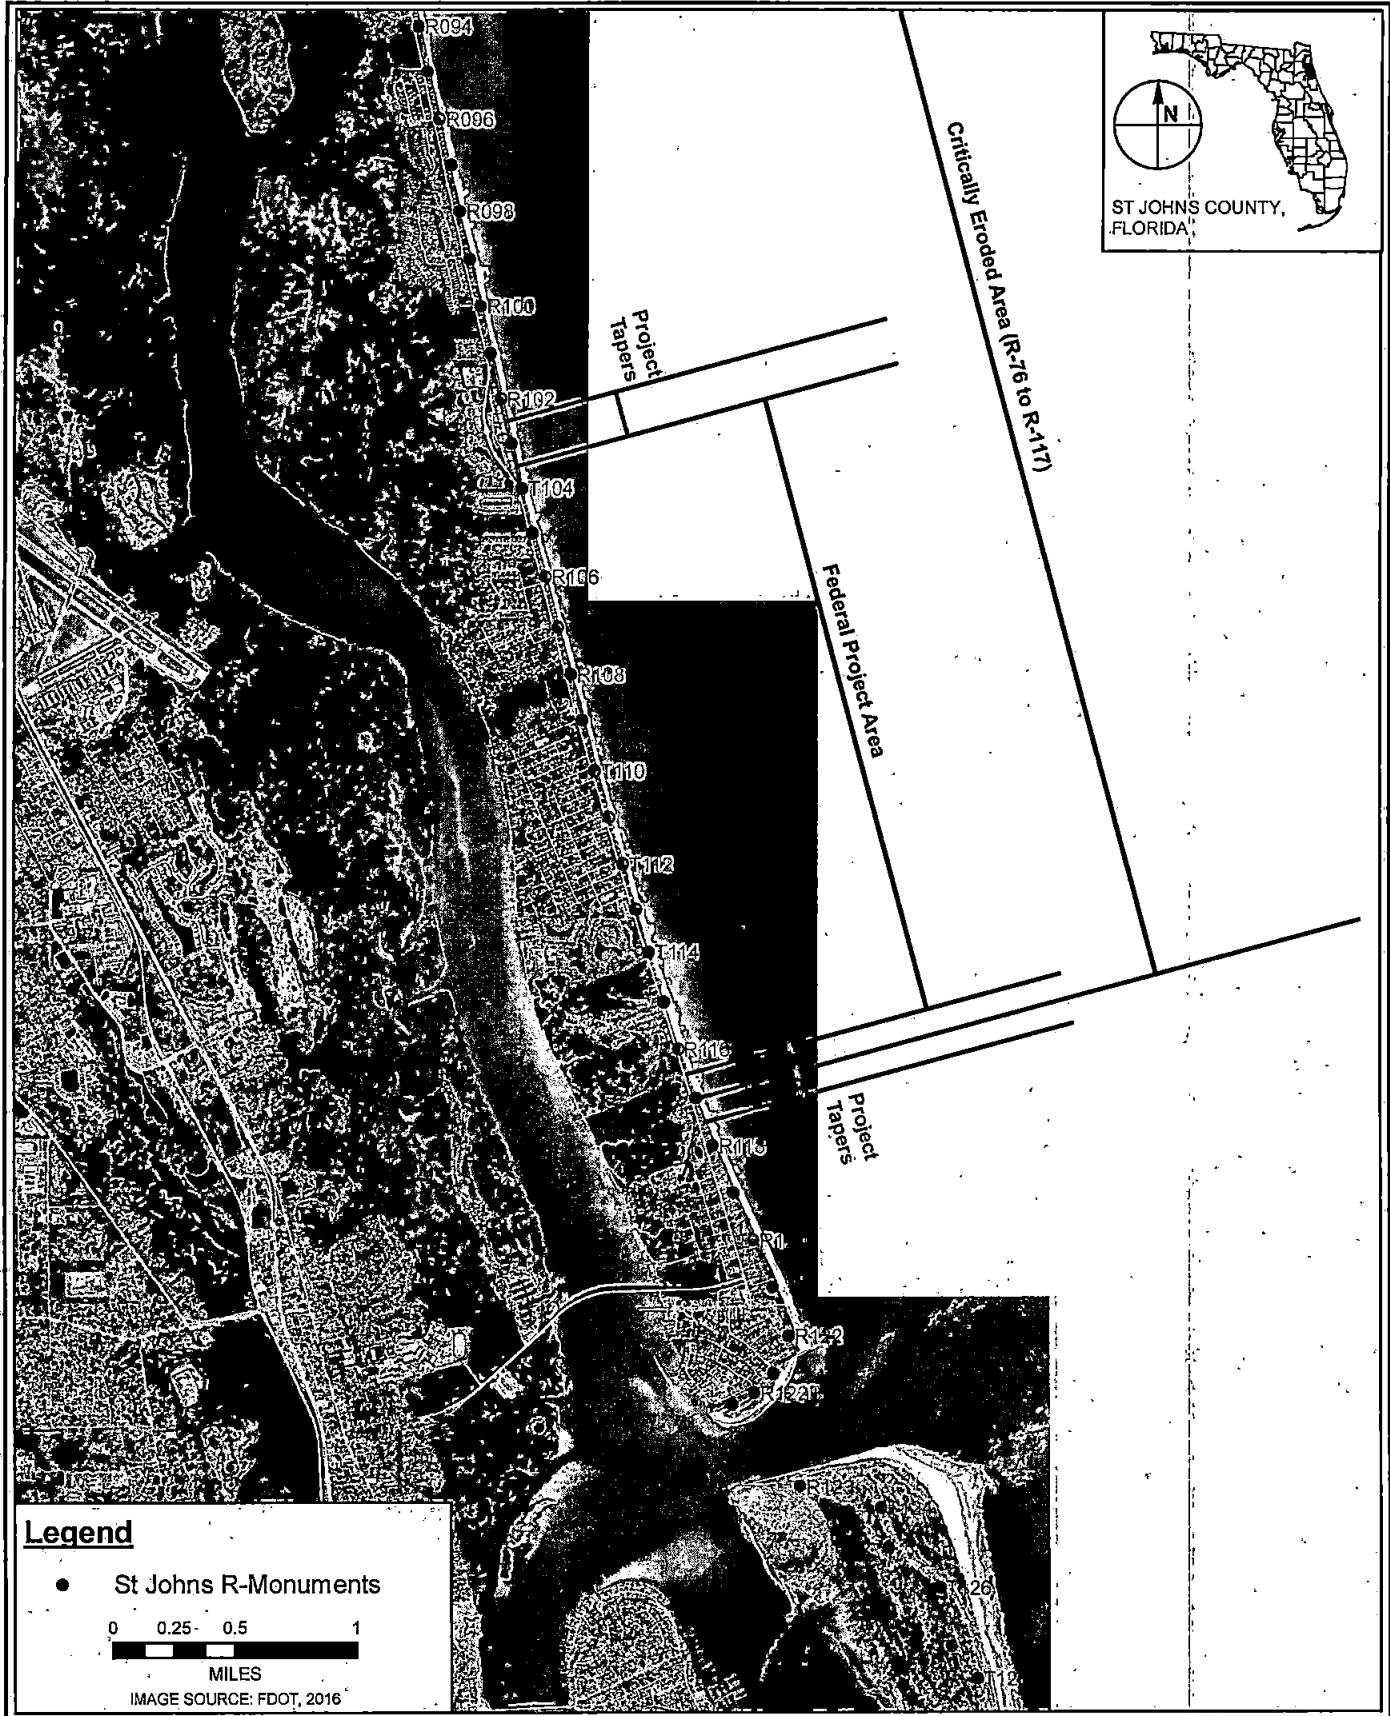 R094
R096
R098
R100
R102
T104
R106
R108
T110
T112
T114
R116
R118
R122
Project
Tapers
Critically Eroded Area (R-76 to R-117)
Federal Project Area
Project
Tapers
N
ST JOHNS COUNTY,
FLORIDA
Legend
St Johns R-Monuments
0 0.25 0.5 1
MILES
IMAGE SOURCE: FDOT, 2016